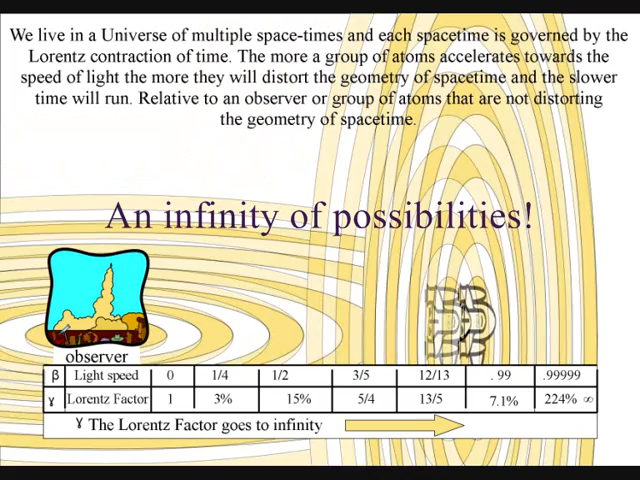 We live in a Universe of multiple space-times and each spacetime is governed by the
Lorentz contraction of time. The more a group of atoms accelerates towards the
speed of light the more they will distort the geometry of spacetime and the slower
time will run. Relative to an observer or group of atoms that are not distorting
the geometry of spacetime.
An infinity of possibilities!
observer
β Light speed 0 1/4 1/2 3/5 12/13 . 99 .99999
γ Lorentz Factor 1 3% 15% 5/4 13/5 7.1% 224% ∞
γ The Lorentz Factor goes to infinity